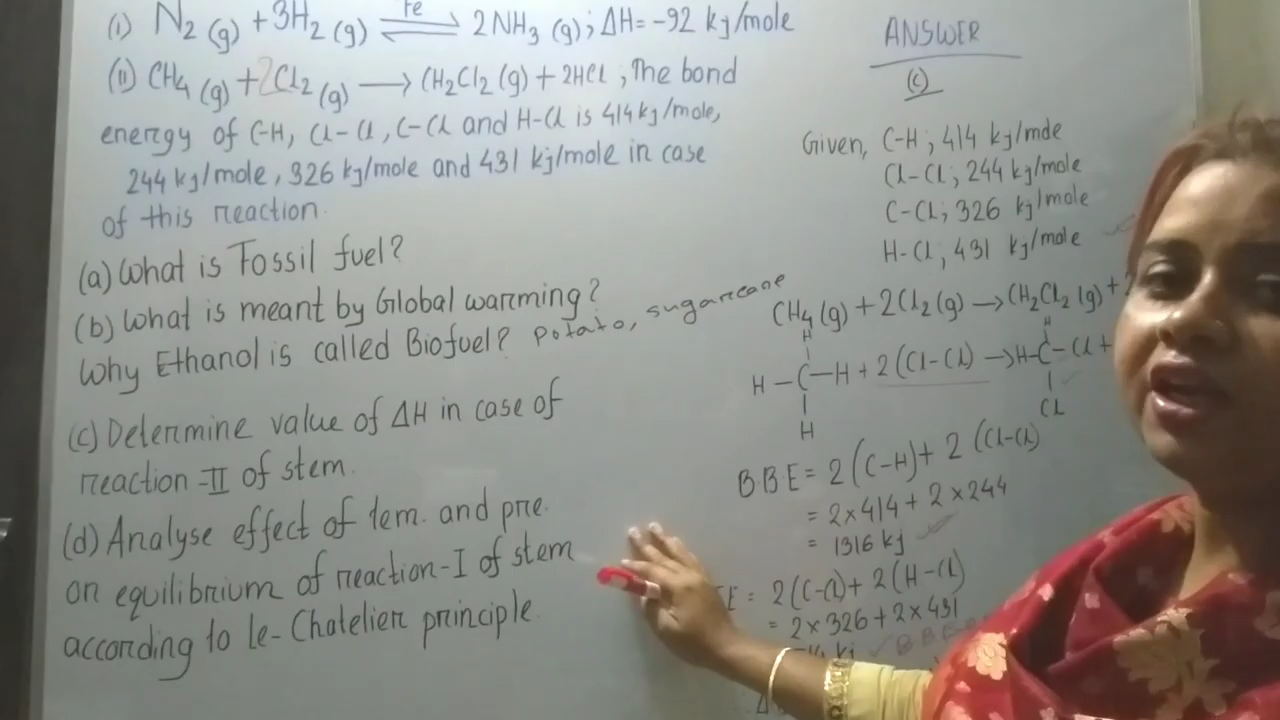 (i) N2 (g) + 3H2 (g) ⇌ 2NH3 (g); ΔH = -92 kj/mole
Fe
(ii) CH4 (g) + 2Cl2 (g) → CH2Cl2 (g) + 2HCl ; The bond
energy of C-H, Cl-Cl, C-Cl and H-Cl is 414 kj/mole,
244 kj/mole, 326 kj/mole and 431 kj/mole in case
of this reaction.
(a) What is Fossil fuel?
(b) What is meant by Global warming?
Why Ethanol is called Biofuel? Potato, sugarcane
(c) Determine value of ΔH in case of
reaction-II of stem.
(d) Analyse effect of tem. and pre.
on equilibrium of reaction-I of stem
according to le-Chatelier principle.
ANSWER
(c)
Given, C-H ; 414 kj/mole
Cl-Cl; 244 kj/mole
C-Cl; 326 kj/mole
H-Cl; 431 kj/mole
CH4 (g) + 2Cl2 (g) → CH2Cl2 (g) +
H H
H-C-H + 2(Cl-Cl) → H-C-Cl +
H Cl
B.B E = 2(C-H) + 2(Cl-Cl)
= 2×414 + 2×244
= 1316 kj
E = 2(C-Cl) + 2(H-Cl)
= 2×326 + 2×431
kj
Δ